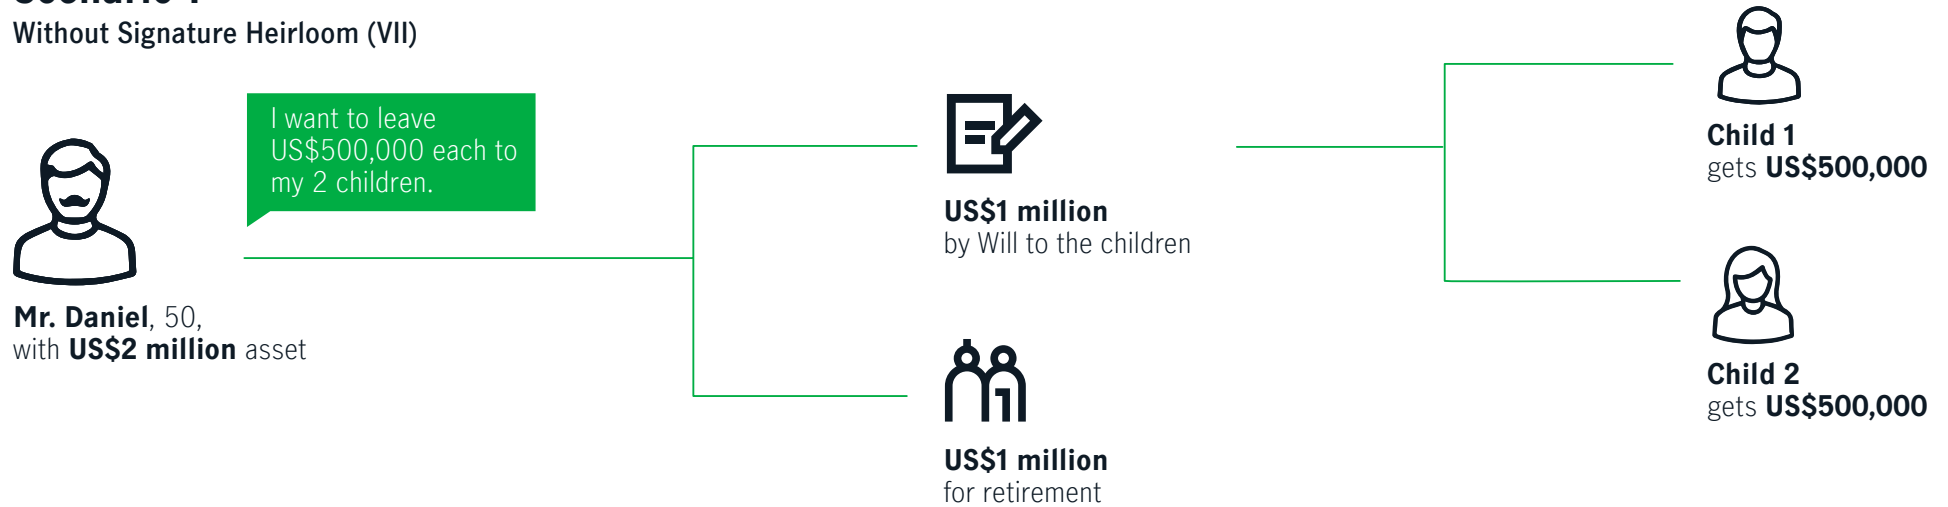 Without Signature Heirloom (VII)
I want to leave
US$500,000 each to
my 2 children.
Mr. Daniel, 50,
with US$2 million asset
US$1 million
by Will to the children
US$1 million
for retirement
Child 1
gets US$500,000
Child 2
gets US$500,000